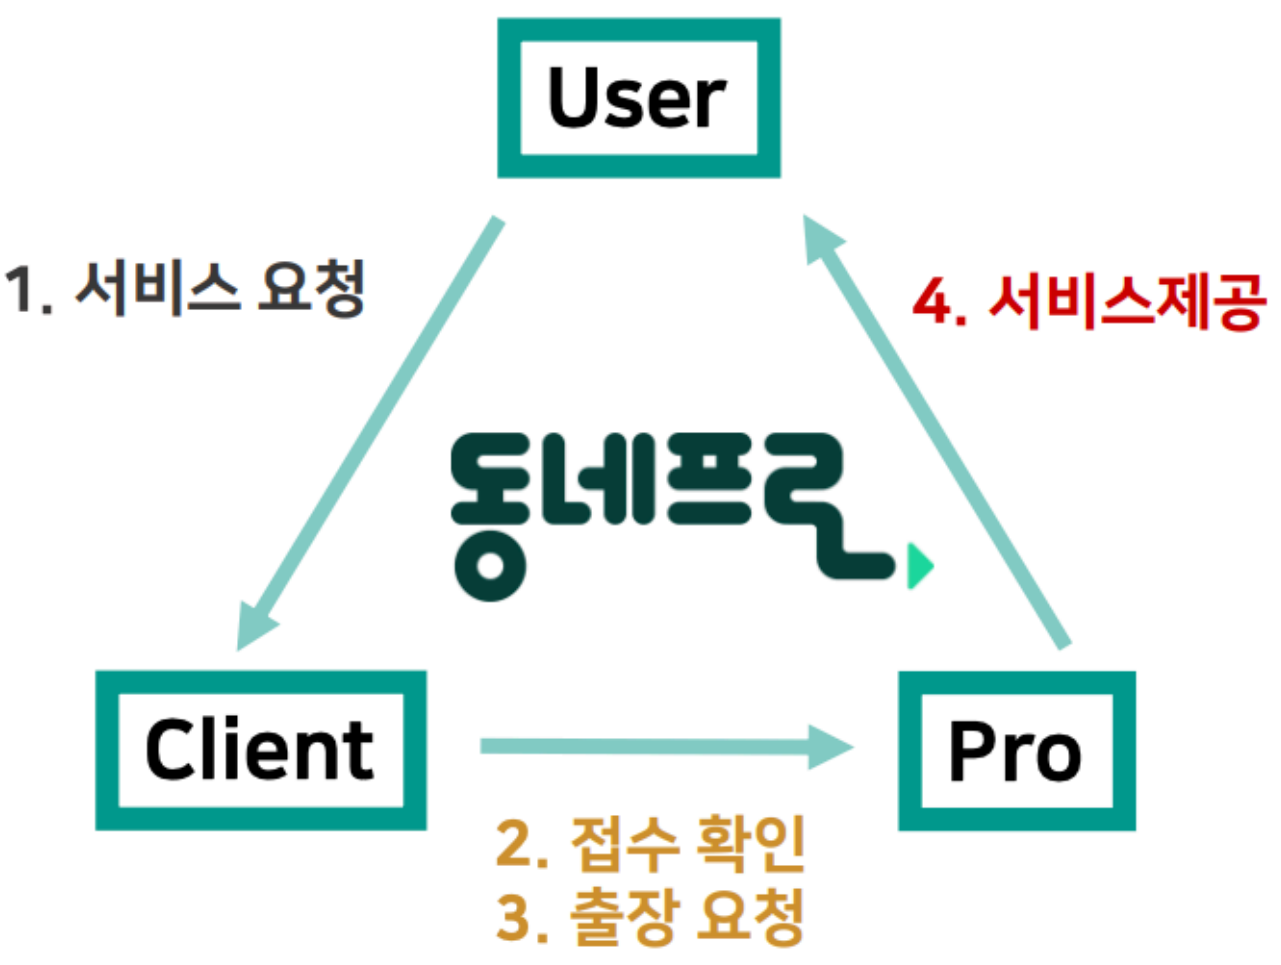 User
1. 서비스 요청
4. 서비스제공
동네프로
Client
Pro
2. 접수 확인
3. 출장 요청